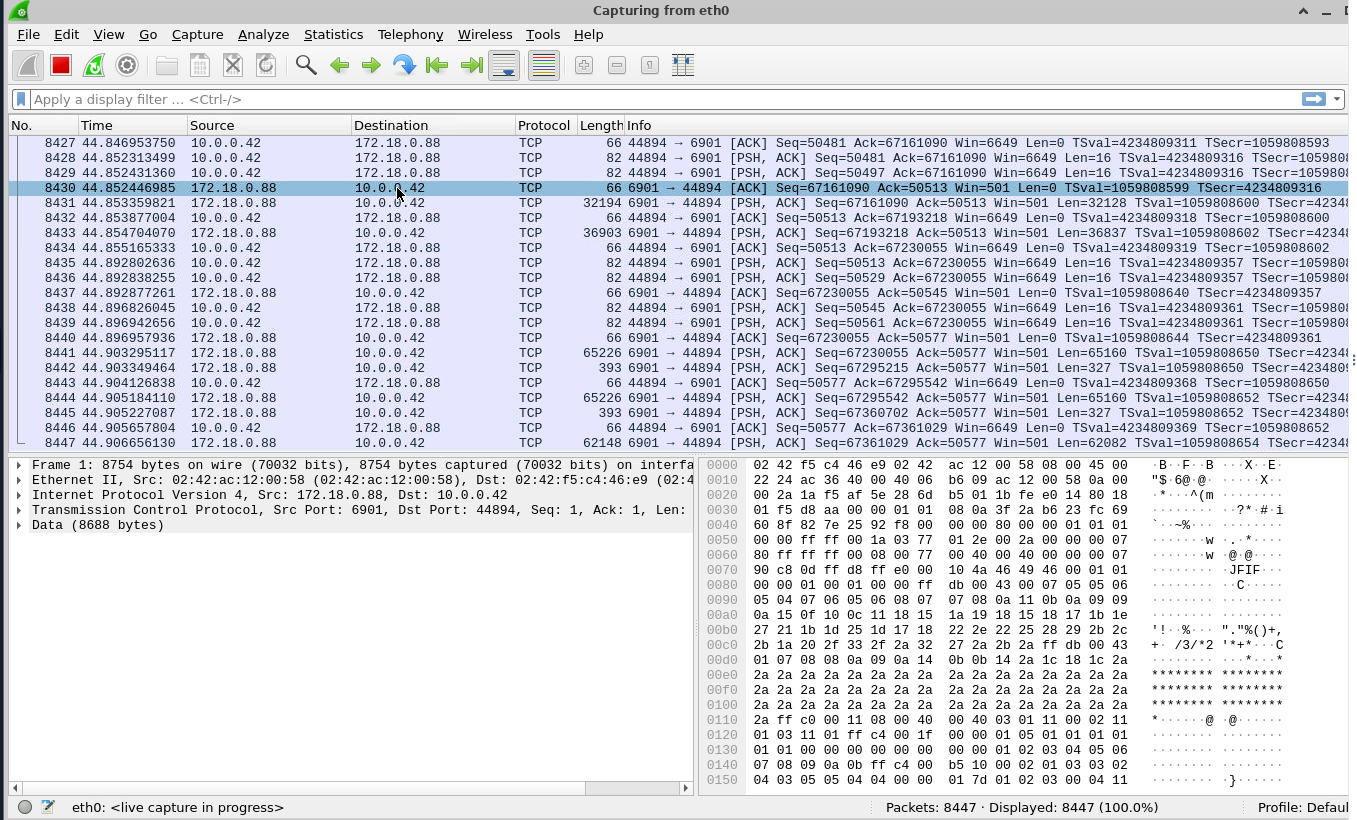 Capturing from eth0
File Edit View Go Capture Analyze Statistics Telephony Wireless Tools Help
Apply a display filter ... <Ctrl-/>
No. Time Source Destination Protocol Length Info
8427 44.846953750 10.0.0.42 172.18.0.88 TCP 66 44894 → 6901 [ACK] Seq=50481 Ack=67161090 Win=6649 Len=0 TSval=4234809311 TSecr=1059808593
8428 44.852313499 10.0.0.42 172.18.0.88 TCP 82 44894 → 6901 [PSH, ACK] Seq=50481 Ack=67161090 Win=6649 Len=16 TSval=4234809316 TSecr=105980
8429 44.852431360 10.0.0.42 172.18.0.88 TCP 82 44894 → 6901 [PSH, ACK] Seq=50497 Ack=67161090 Win=6649 Len=16 TSval=4234809316 TSecr=105980
8430 44.852446985 172.18.0.88 10.0.0.42 TCP 66 6901 → 44894 [ACK] Seq=67161090 Ack=50513 Win=501 Len=0 TSval=1059808599 TSecr=4234809316
8431 44.853359821 172.18.0.88 10.0.0.42 TCP 32194 6901 → 44894 [PSH, ACK] Seq=67161090 Ack=50513 Win=501 Len=32128 TSval=1059808600 TSecr=4234
8432 44.853877004 10.0.0.42 172.18.0.88 TCP 66 44894 → 6901 [ACK] Seq=50513 Ack=67193218 Win=6649 Len=0 TSval=4234809318 TSecr=1059808600
8433 44.854704070 172.18.0.88 10.0.0.42 TCP 36903 6901 → 44894 [PSH, ACK] Seq=67193218 Ack=50513 Win=501 Len=36837 TSval=1059808602 TSecr=4234
8434 44.855165333 10.0.0.42 172.18.0.88 TCP 66 44894 → 6901 [ACK] Seq=50513 Ack=67230055 Win=6649 Len=0 TSval=4234809319 TSecr=1059808602
8435 44.892802636 10.0.0.42 172.18.0.88 TCP 82 44894 → 6901 [PSH, ACK] Seq=50513 Ack=67230055 Win=6649 Len=16 TSval=4234809357 TSecr=105980
8436 44.892838255 10.0.0.42 172.18.0.88 TCP 82 44894 → 6901 [PSH, ACK] Seq=50529 Ack=67230055 Win=6649 Len=16 TSval=4234809357 TSecr=105980
8437 44.892877261 172.18.0.88 10.0.0.42 TCP 66 6901 → 44894 [ACK] Seq=67230055 Ack=50545 Win=501 Len=0 TSval=1059808640 TSecr=4234809357
8438 44.896826045 10.0.0.42 172.18.0.88 TCP 82 44894 → 6901 [PSH, ACK] Seq=50545 Ack=67230055 Win=6649 Len=16 TSval=4234809361 TSecr=105980
8439 44.896942656 10.0.0.42 172.18.0.88 TCP 82 44894 → 6901 [PSH, ACK] Seq=50561 Ack=67230055 Win=6649 Len=16 TSval=4234809361 TSecr=105980
8440 44.896957936 172.18.0.88 10.0.0.42 TCP 66 6901 → 44894 [ACK] Seq=67230055 Ack=50577 Win=501 Len=0 TSval=1059808644 TSecr=4234809361
8441 44.903295117 172.18.0.88 10.0.0.42 TCP 65226 6901 → 44894 [PSH, ACK] Seq=67230055 Ack=50577 Win=501 Len=65160 TSval=1059808650 TSecr=4234
8442 44.903349464 172.18.0.88 10.0.0.42 TCP 393 6901 → 44894 [PSH, ACK] Seq=67295215 Ack=50577 Win=501 Len=327 TSval=1059808650 TSecr=423480
8443 44.904126838 10.0.0.42 172.18.0.88 TCP 66 44894 → 6901 [ACK] Seq=50577 Ack=67295542 Win=6649 Len=0 TSval=4234809368 TSecr=1059808650
8444 44.905184110 172.18.0.88 10.0.0.42 TCP 65226 6901 → 44894 [PSH, ACK] Seq=67295542 Ack=50577 Win=501 Len=65160 TSval=1059808652 TSecr=4234
8445 44.905227087 172.18.0.88 10.0.0.42 TCP 393 6901 → 44894 [PSH, ACK] Seq=67360702 Ack=50577 Win=501 Len=327 TSval=1059808652 TSecr=423480
8446 44.905657804 10.0.0.42 172.18.0.88 TCP 66 44894 → 6901 [ACK] Seq=50577 Ack=67361029 Win=6649 Len=0 TSval=4234809369 TSecr=1059808652
8447 44.906656130 172.18.0.88 10.0.0.42 TCP 62148 6901 → 44894 [PSH, ACK] Seq=67361029 Ack=50577 Win=501 Len=62082 TSval=1059808654 TSecr=4234
Frame 1: 8754 bytes on wire (70032 bits), 8754 bytes captured (70032 bits) on interfa
Ethernet II, Src: 02:42:ac:12:00:58 (02:42:ac:12:00:58), Dst: 02:42:f5:c4:46:e9 (02:4
Internet Protocol Version 4, Src: 172.18.0.88, Dst: 10.0.0.42
Transmission Control Protocol, Src Port: 6901, Dst Port: 44894, Seq: 1, Ack: 1, Len:
Data (8688 bytes)
0000 02 42 f5 c4 46 e9 02 42 ac 12 00 58 08 00 45 00 ·B··F··B ···X··E·
0010 22 24 ac 36 40 00 40 06 b6 09 ac 12 00 58 0a 00 "$·6@·@· ·····X··
0020 00 2a 1a f5 af 5e 28 6d b5 01 1b fe e0 14 80 18 ·*···^(m ········
0030 01 f5 d8 aa 00 00 01 01 08 0a 3f 2a b6 23 fc 69 ········ ··?*·#·i
0040 60 8f 82 7e 25 92 f8 00 00 00 80 00 00 01 01 01 `··~%··· ········
0050 00 00 ff ff 00 1a 03 77 01 2e 00 2a 00 00 00 07 ·······w ·.·*····
0060 80 ff ff ff 00 08 00 77 00 40 00 40 00 00 00 07 ·······w ·@·@····
0070 90 c8 0d ff d8 ff e0 00 10 4a 46 49 46 00 01 01 ········ ·JFIF···
0080 00 00 01 00 01 00 00 ff db 00 43 00 07 05 05 06 ········ ··C·····
0090 05 04 07 06 05 06 08 07 07 08 0a 11 0b 0a 09 09 ········ ········
00a0 0a 15 0f 10 0c 11 18 15 1a 19 18 15 18 17 1b 1e ········ ········
00b0 27 21 1b 1d 25 1d 17 18 22 2e 22 25 28 29 2b 2c '!··%··· "."%()+,
00c0 2b 1a 20 2f 33 2f 2a 32 27 2a 2b 2a ff db 00 43 +· /3/*2 '*+*···C
00d0 01 07 08 08 0a 09 0a 14 0b 0b 14 2a 1c 18 1c 2a ········ ···*···*
00e0 2a 2a 2a 2a 2a 2a 2a 2a 2a 2a 2a 2a 2a 2a 2a 2a ******** ********
00f0 2a 2a 2a 2a 2a 2a 2a 2a 2a 2a 2a 2a 2a 2a 2a 2a ******** ********
0100 2a 2a 2a 2a 2a 2a 2a 2a 2a 2a 2a 2a 2a 2a 2a 2a ******** ********
0110 2a ff c0 00 11 08 00 40 00 40 03 01 11 00 02 11 *······@ ·@······
0120 01 03 11 01 ff c4 00 1f 00 00 01 05 01 01 01 01 ········ ········
0130 01 01 00 00 00 00 00 00 00 00 01 02 03 04 05 06 ········ ········
0140 07 08 09 0a 0b ff c4 00 b5 10 00 02 01 03 03 02 ········ ········
0150 04 03 05 05 04 04 00 00 01 7d 01 02 03 00 04 11 ········ ·}······
eth0: <live capture in progress>
Packets: 8447 · Displayed: 8447 (100.0%)
Profile: Defaul